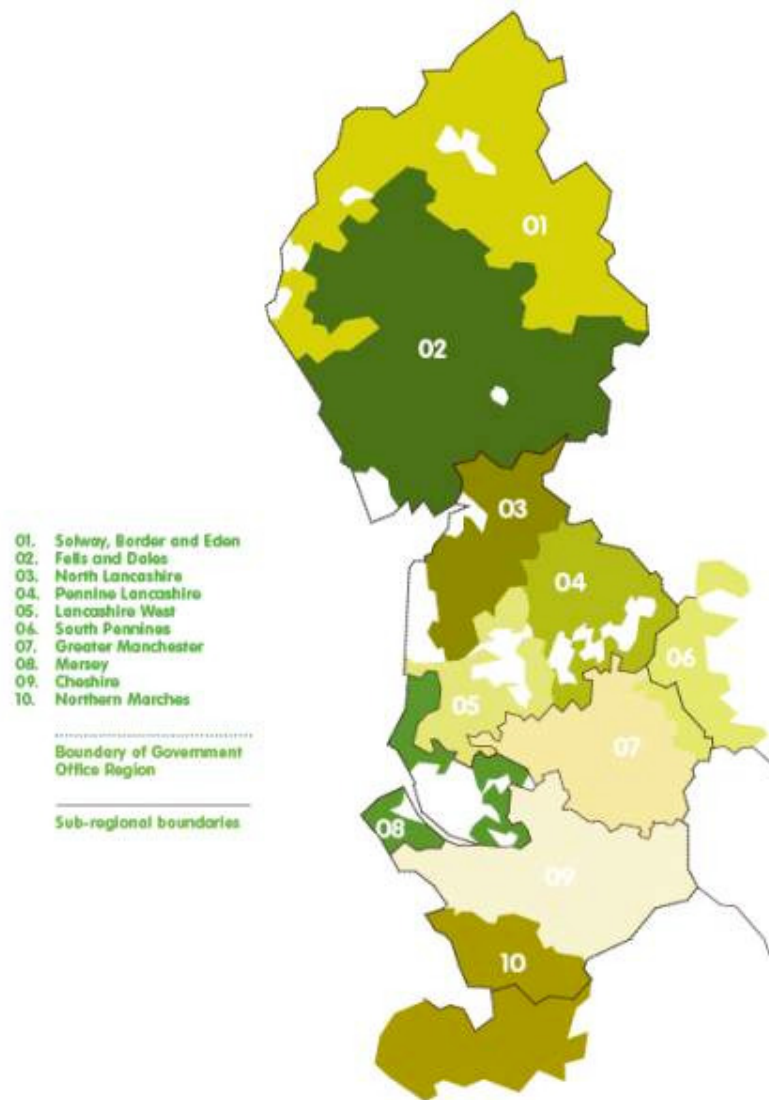 01
02
03
04
01. Solway, Border and Eden
02. Fells and Dales
03. North Lancashire
04. Pennine Lancashire
05. Lancashire West
06. South Pennines
07. Greater Manchester
08. Mersey
09. Cheshire
10. Northern Marches
Boundary of Government
Office Region
Sub-regional boundaries
06
05
07
08
09
10